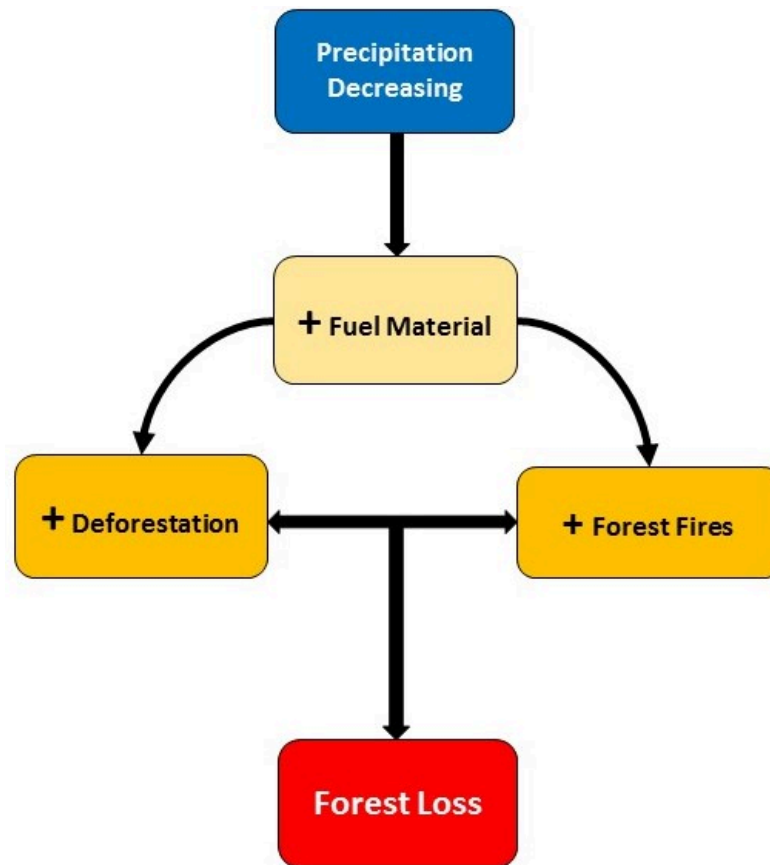 Precipitation
Decreasing
+ Fuel Material
+ Deforestation
+ Forest Fires
Forest Loss